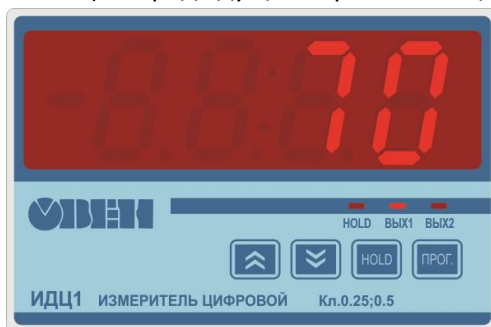 70
ОВЕН
HOLD ВЫХ1 ВЫХ2
HOLD ПРОГ.
ИДЦ1 ИЗМЕРИТЕЛЬ ЦИФРОВОЙ Кл.0.25;0.5